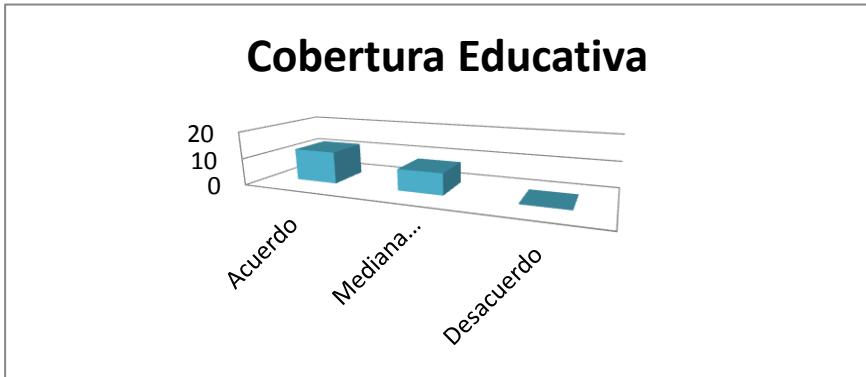 Cobertura Educativa
20
10
0
Acuerdo
Mediana...
Desacuerdo